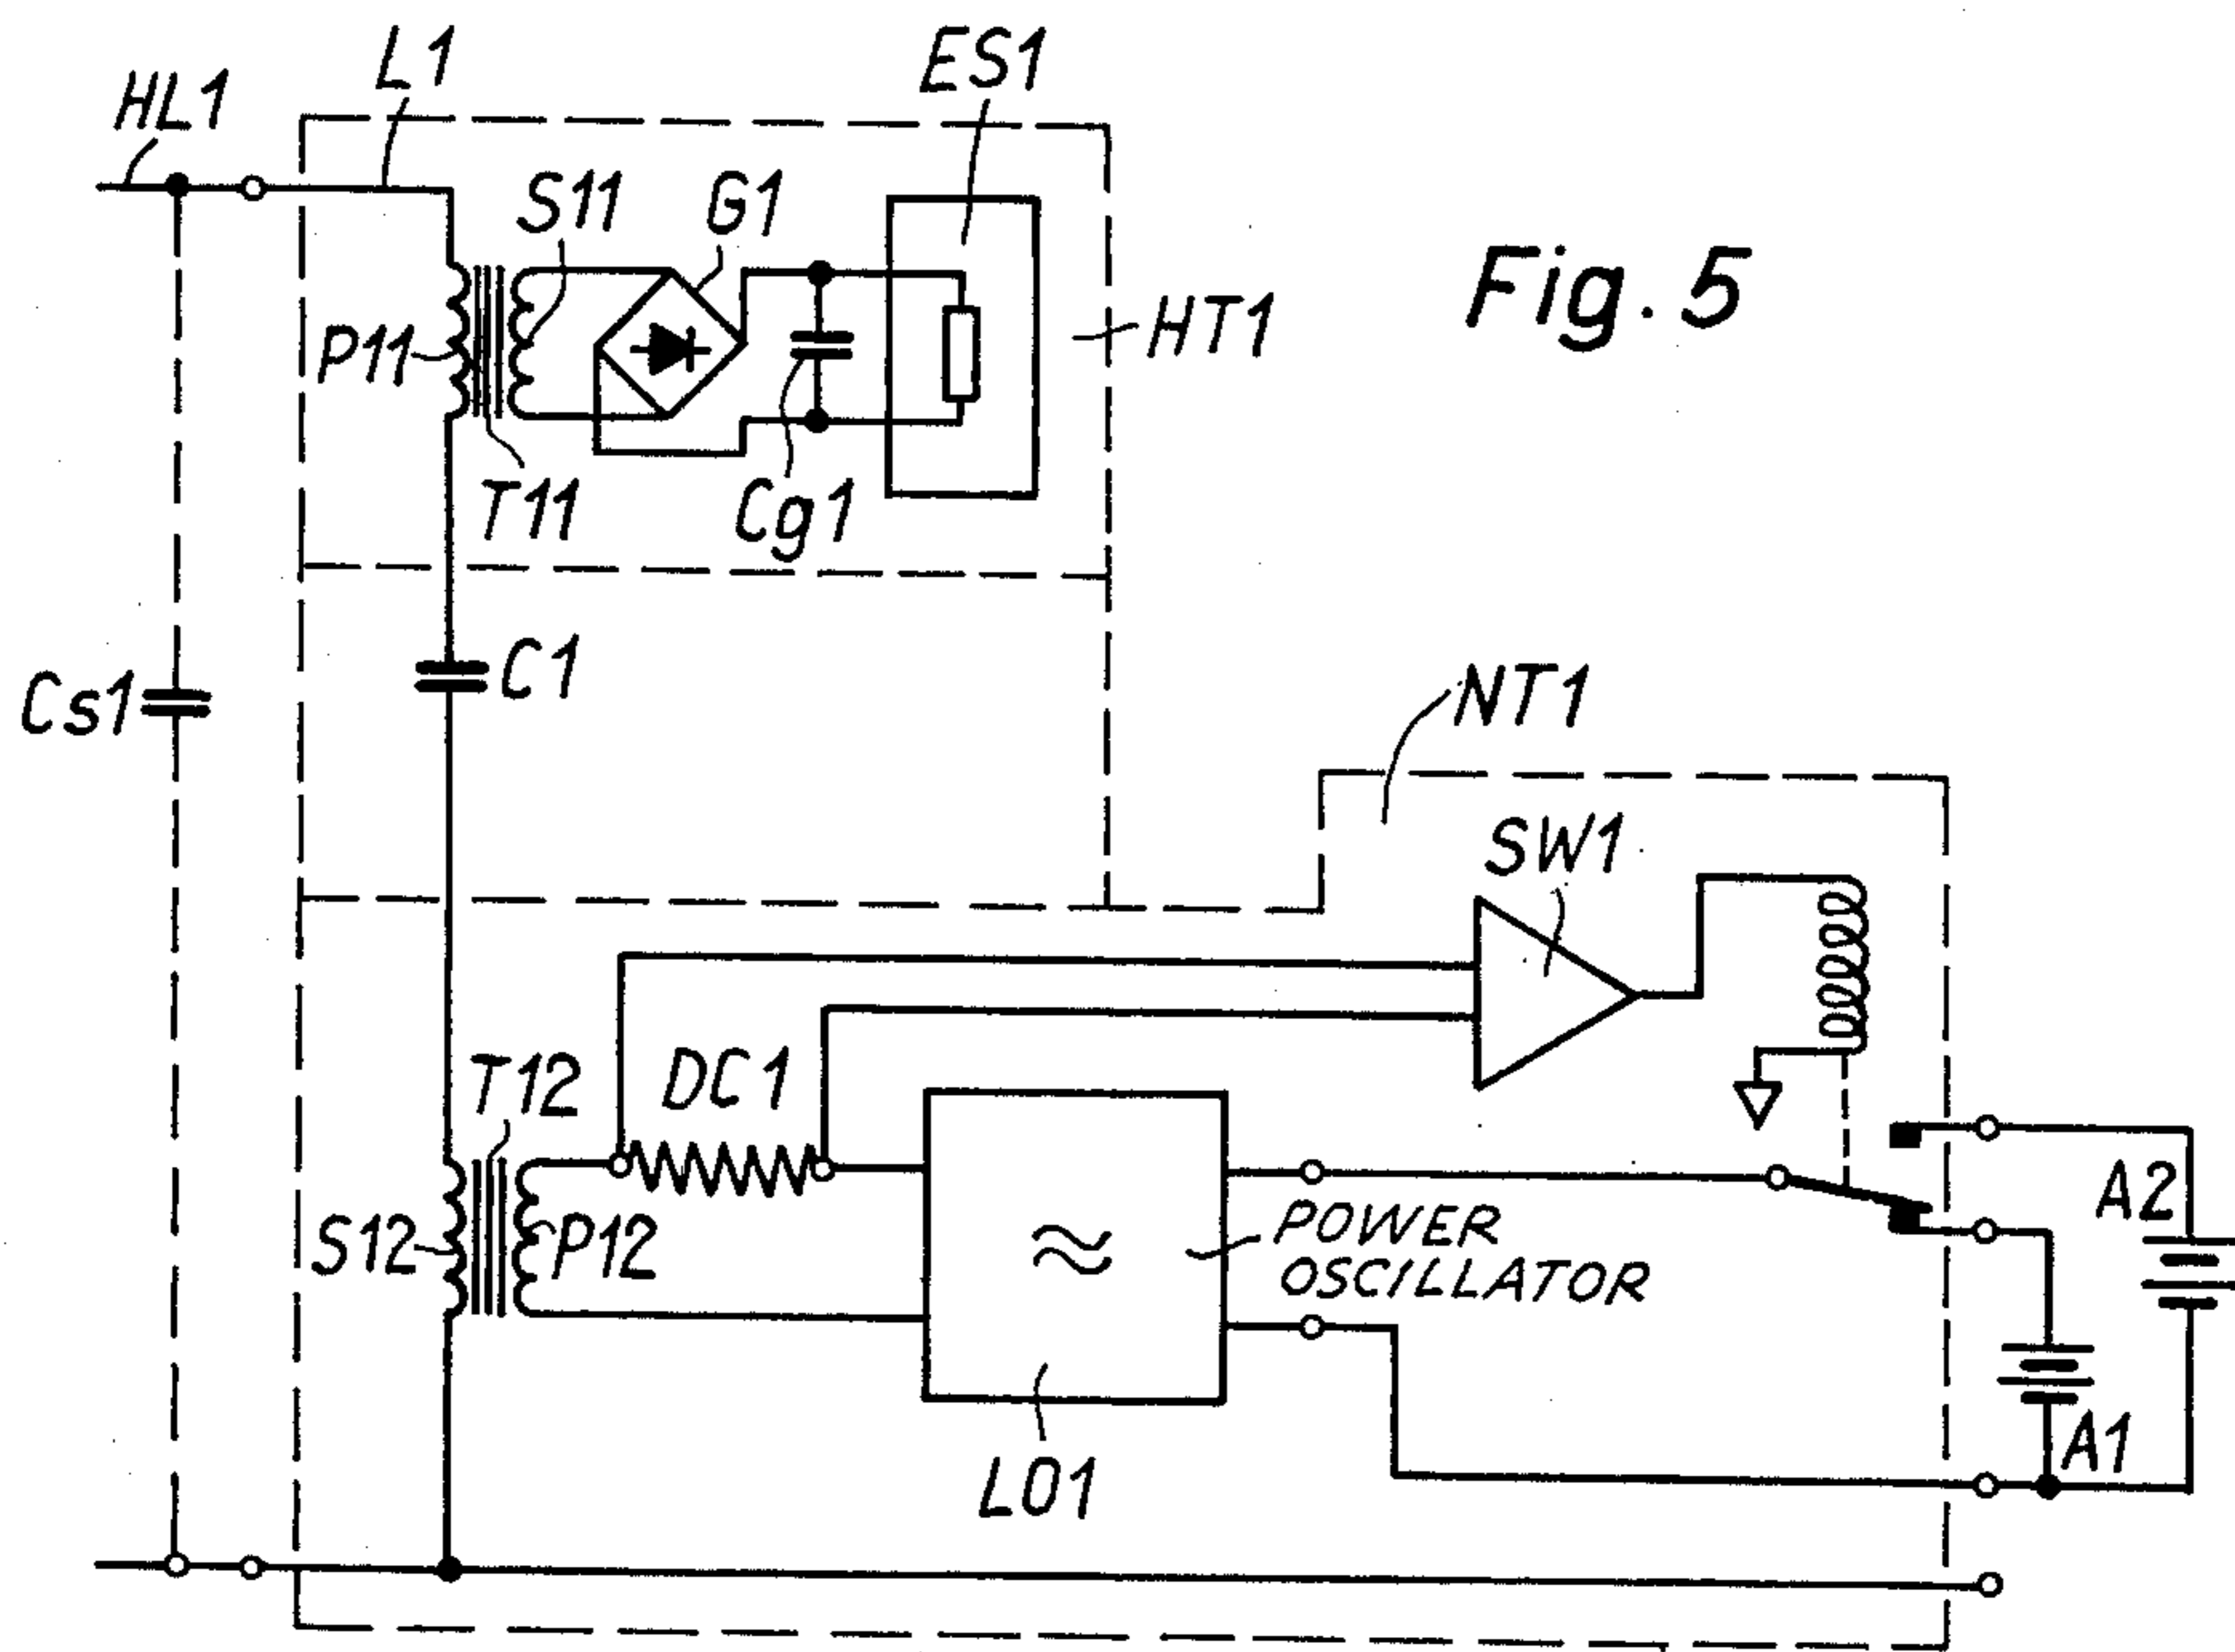 L1
ES1
HL1
S11
G1
Fig. 5
HT1
P11
T11
Cg1
C1
Cs1
NT1
SW1
T12
DC1
A2
S12
P12
POWER
OSCILLATOR
A1
LO1